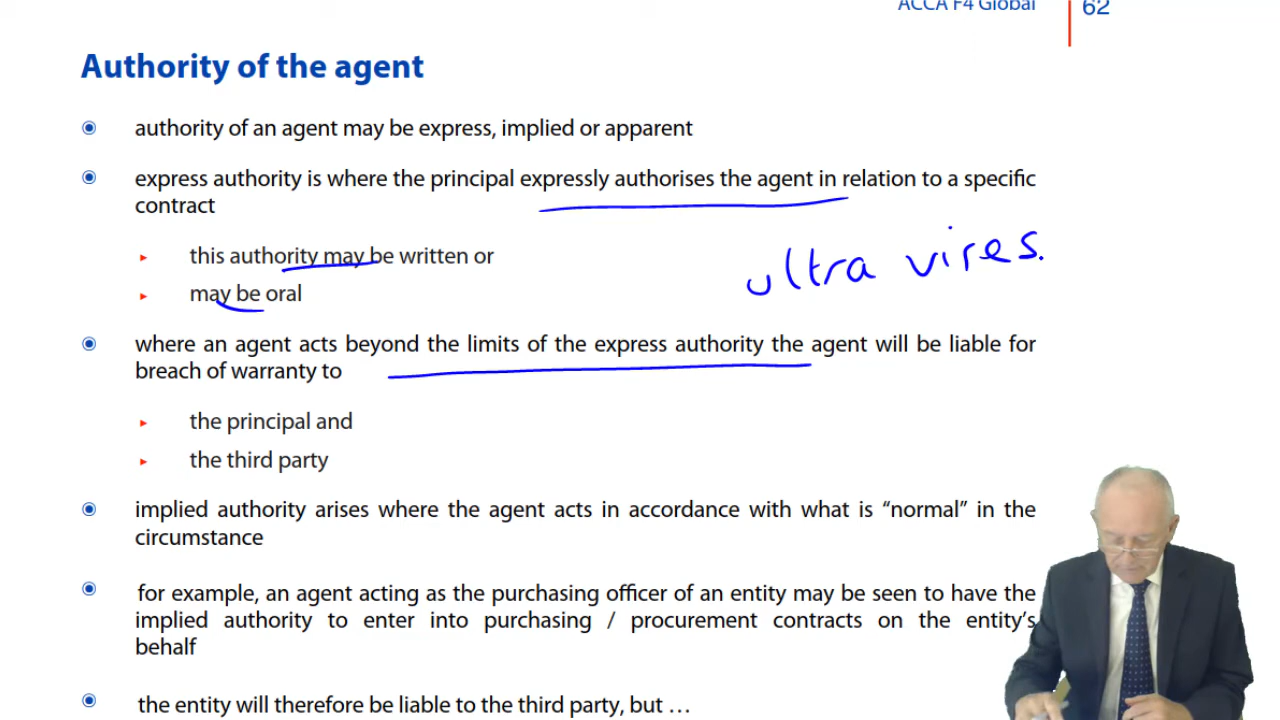 ACCA F4 Global 62
Authority of the agent
authority of an agent may be express, implied or apparent
express authority is where the principal expressly authorises the agent in relation to a specific
contract
this authority may be written or
ultra vires.
may be oral
where an agent acts beyond the limits of the express authority the agent will be liable for
breach of warranty to
the principal and
the third party
implied authority arises where the agent acts in accordance with what is “normal” in the
circumstance
for example, an agent acting as the purchasing officer of an entity may be seen to have the
implied authority to enter into purchasing / procurement contracts on the entity’s
behalf
the entity will therefore be liable to the third party, but …